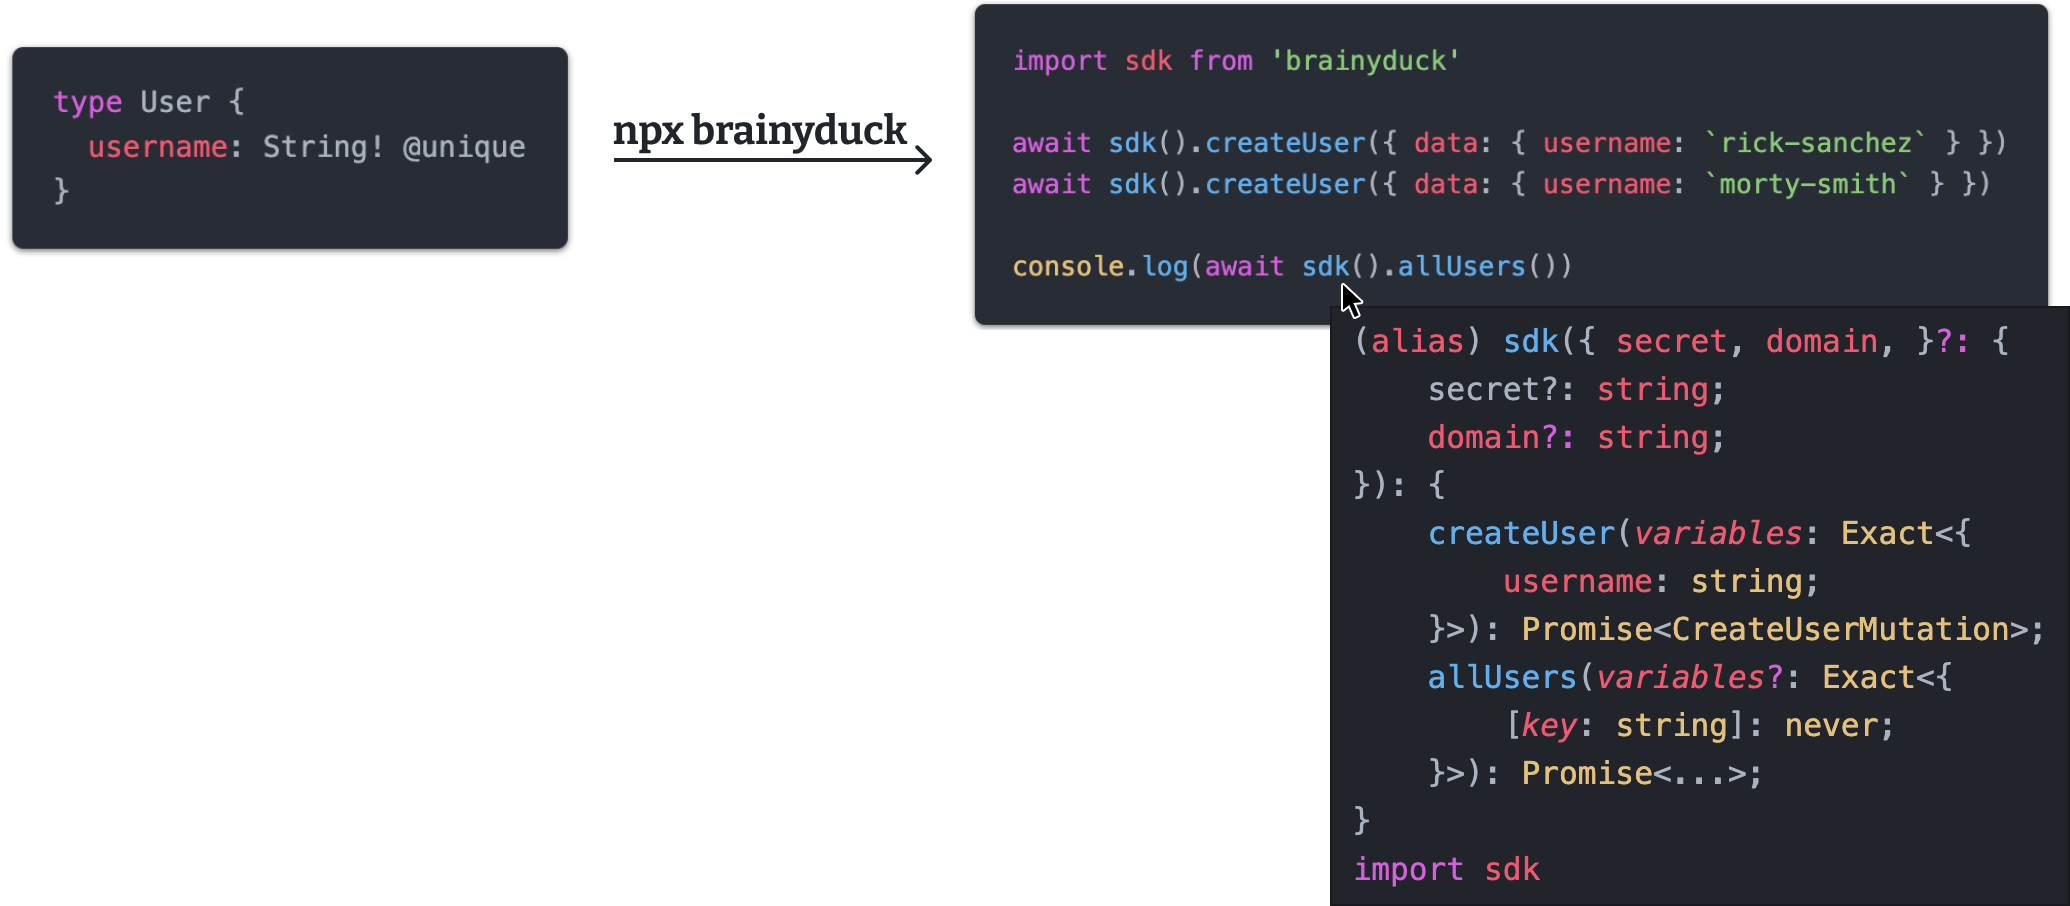 type User {
  username: String! @unique
}
npx brainyduck
import sdk from 'brainyduck'
await sdk().createUser({ data: { username: `rick-sanchez` } })
await sdk().createUser({ data: { username: `morty-smith` } })
console.log(await sdk().allUsers())
(alias) sdk({ secret, domain, }?: {
    secret?: string;
    domain?: string;
}): {
    createUser(variables: Exact<{
        username: string;
    }>): Promise<CreateUserMutation>;
    allUsers(variables?: Exact<{
        [key: string]: never;
    }>): Promise<...>;
}
import sdk